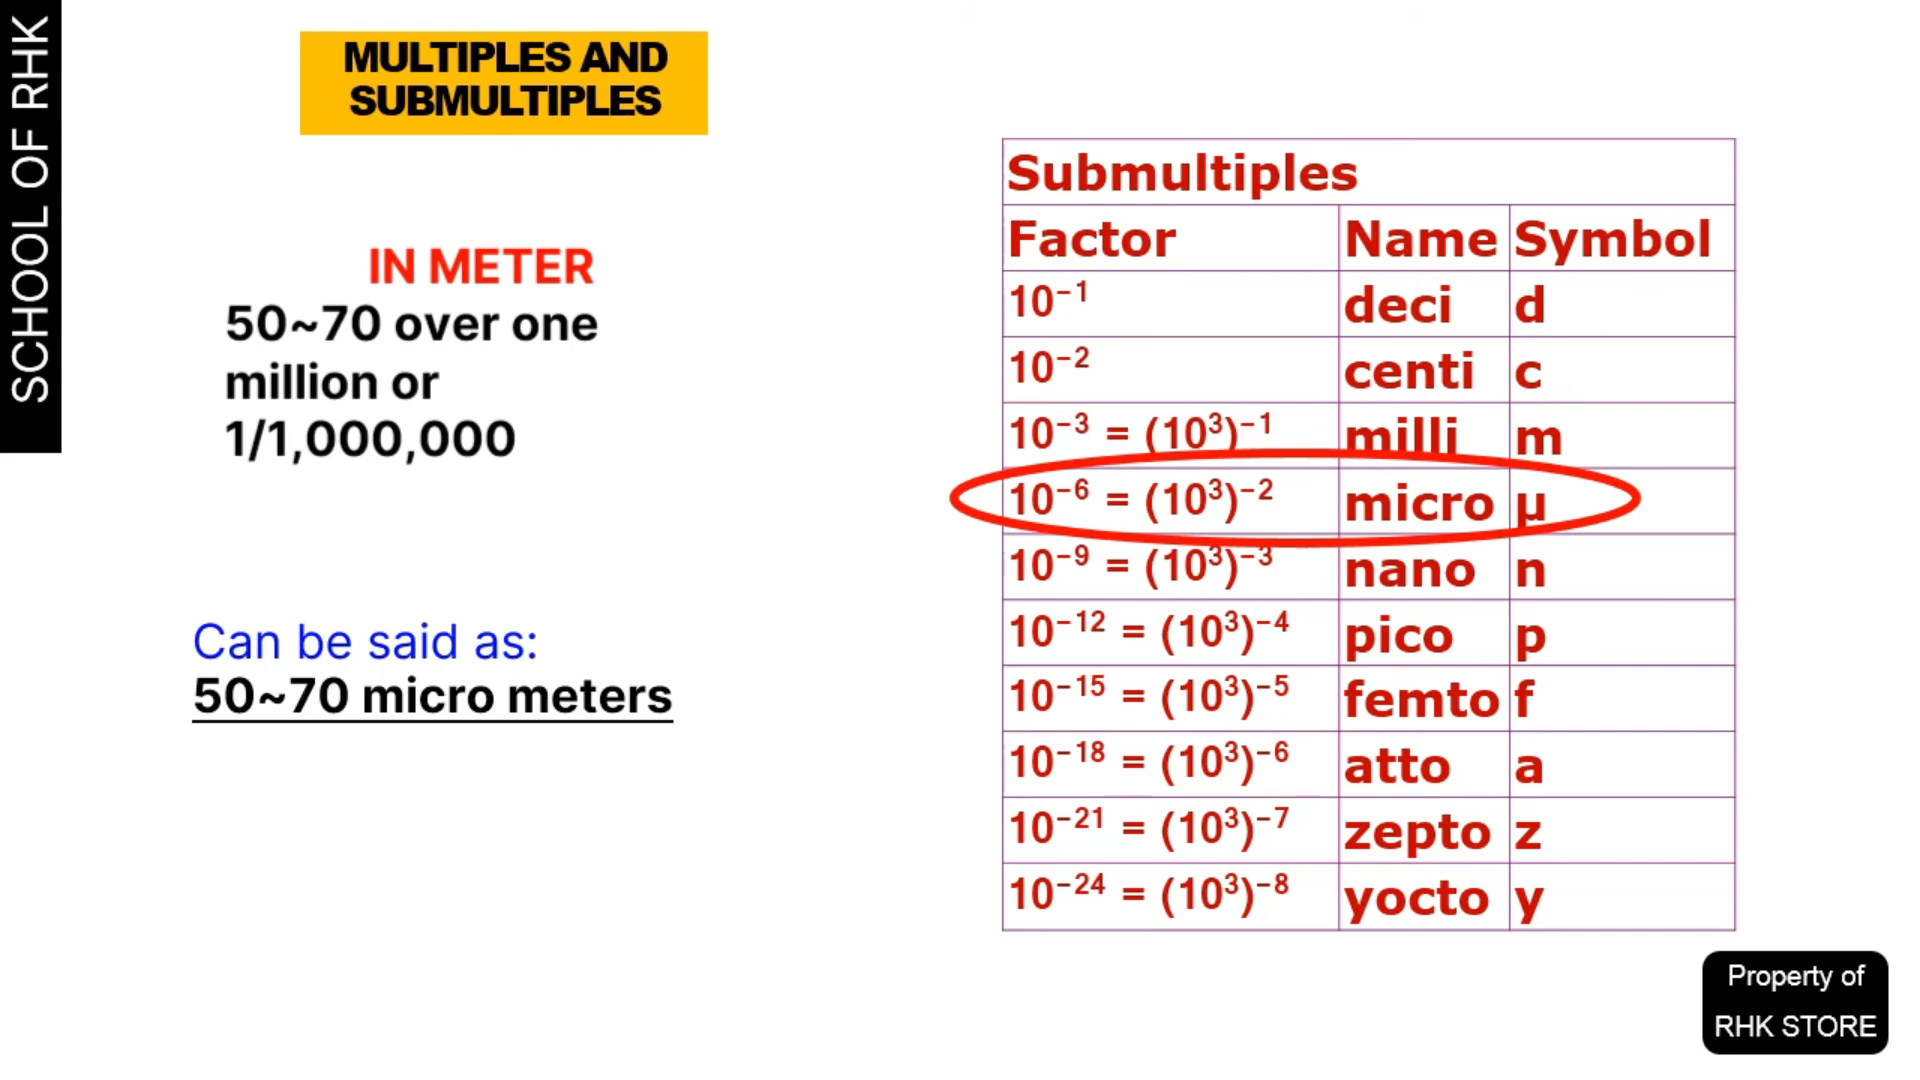 SCHOOL OF RHK
MULTIPLES AND
SUBMULTIPLES
IN METER
50~70 over one
million or
1/1,000,000
Can be said as:
50~70 micro meters
Submultiples
Factor Name Symbol
10⁻¹ deci d
10⁻² centi c
10⁻³ = (10³)⁻¹ milli m
10⁻⁶ = (10³)⁻² micro µ
10⁻⁹ = (10³)⁻³ nano n
10⁻¹² = (10³)⁻⁴ pico p
10⁻¹⁵ = (10³)⁻⁵ femto f
10⁻¹⁸ = (10³)⁻⁶ atto a
10⁻²¹ = (10³)⁻⁷ zepto z
10⁻²⁴ = (10³)⁻⁸ yocto y
Property of
RHK STORE